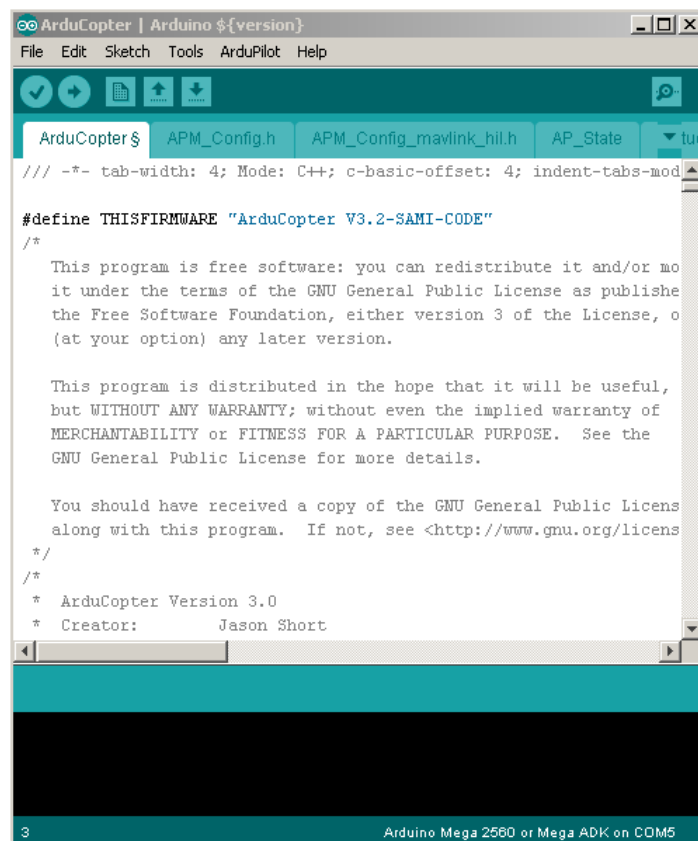 ArduCopter | Arduino ${version}
File Edit Sketch Tools ArduPilot Help
ArduCopter § APM_Config.h APM_Config_mavlink_hil.h AP_State tu
/// -*- tab-width: 4; Mode: C++; c-basic-offset: 4; indent-tabs-mod
#define THISFIRMWARE "ArduCopter V3.2-SAMI-CODE"
/*
This program is free software: you can redistribute it and/or mo
it under the terms of the GNU General Public License as publishe
the Free Software Foundation, either version 3 of the License, o
(at your option) any later version.
This program is distributed in the hope that it will be useful,
but WITHOUT ANY WARRANTY; without even the implied warranty of
MERCHANTABILITY or FITNESS FOR A PARTICULAR PURPOSE. See the
GNU General Public License for more details.
You should have received a copy of the GNU General Public Licens
along with this program. If not, see <http://www.gnu.org/licens
*/
/*
* ArduCopter Version 3.0
* Creator: Jason Short
3 Arduino Mega 2560 or Mega ADK on COM5